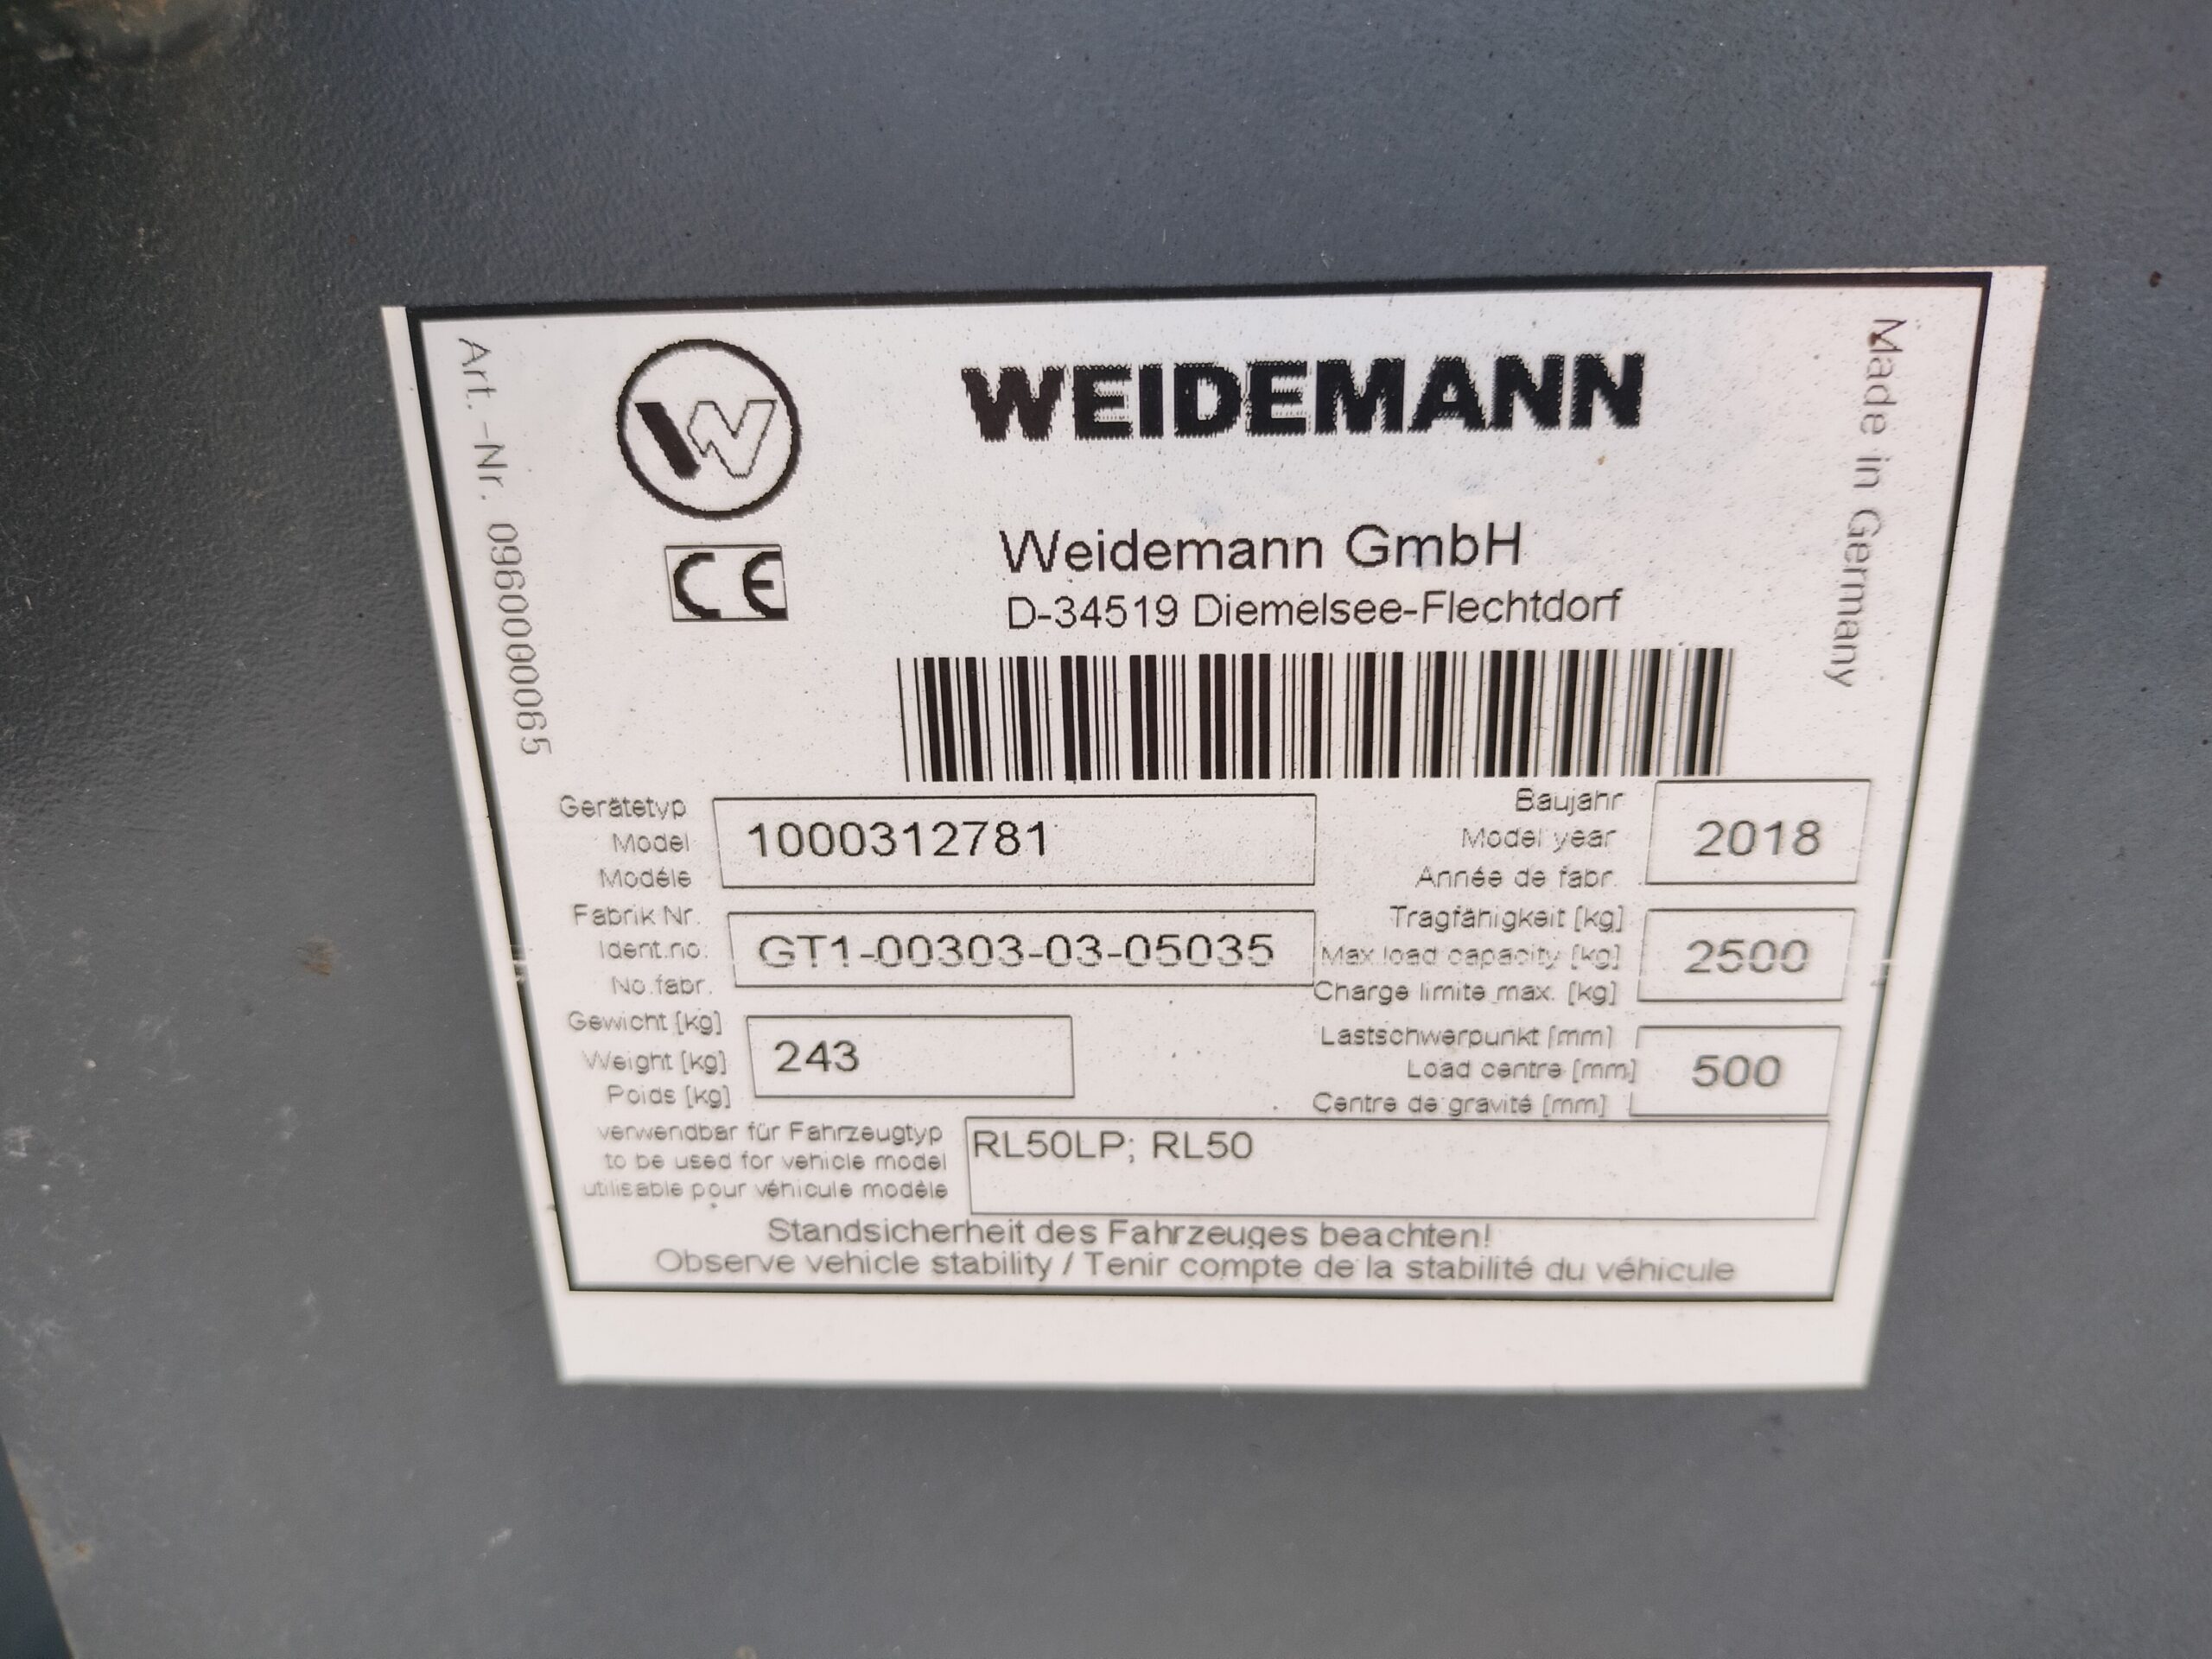 WEIDEMANN
Weidemann GmbH
D-34519 Diemelsee-Flechtdorf
Art.-Nr. 0960000065
Made in Germany
W
CE
Gerätetyp
Model
Modéle
1000312781
Baujahr
Model year
Année de fabr.
2018
Fabrik Nr.
Ident.no.
No.fabr.
GT1-00303-03-05035
Tragfähigkeit [kg]
Max.load capacity [kg]
Charge limite max. [kg]
2500
Gewicht [kg]
Weight [kg]
Poids [kg]
243
Lastschwerpunkt [mm]
Load centre [mm]
Centre de gravité [mm]
500
verwendbar für Fahrzeugtyp
to be used for vehicle model
utilisable pour véhicule modèle
RL50LP; RL50
Standsicherheit des Fahrzeuges beachten!
Observe vehicle stability / Tenir compte de la stabilité du véhicule